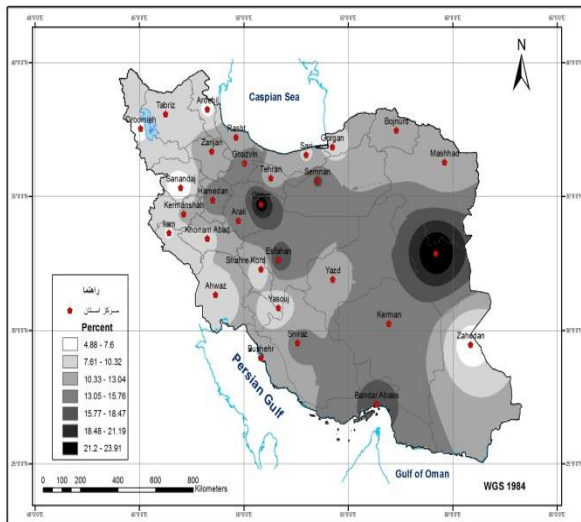 N
Caspian Sea
Ardebil
Tabriz
Oroomieh
Rasht
Zanjan
Ghazvin
Sari
Gorgan
Bojnurd
Mashhad
Tehran
Semnan
Sanandaj
Hamedan
Kermanshah
Arak
Ilam
Khorram Abad
Esfahan
Shahre Kord
Yazd
Ahwaz
Yasouj
Kerman
Shiraz
Zahedan
Bushehr
Persian Gulf
Bandar Abass
Gulf of Oman
راهنما
مرکز استان
Percent
4.88 - 7.6
7.61 - 10.32
10.33 - 13.04
13.05 - 15.76
15.77 - 18.47
18.48 - 21.19
21.2 - 23.91
0 100 200 400 600 800
Kilometers
WGS 1984